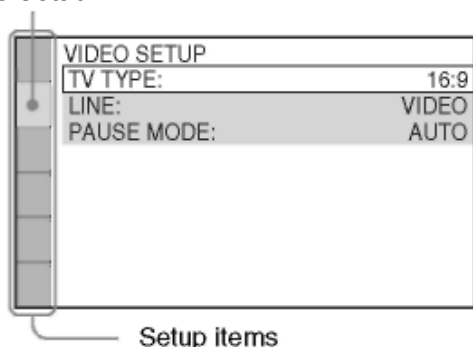 VIDEO SETUP
TV TYPE: 16:9
LINE: VIDEO
PAUSE MODE: AUTO
Setup items